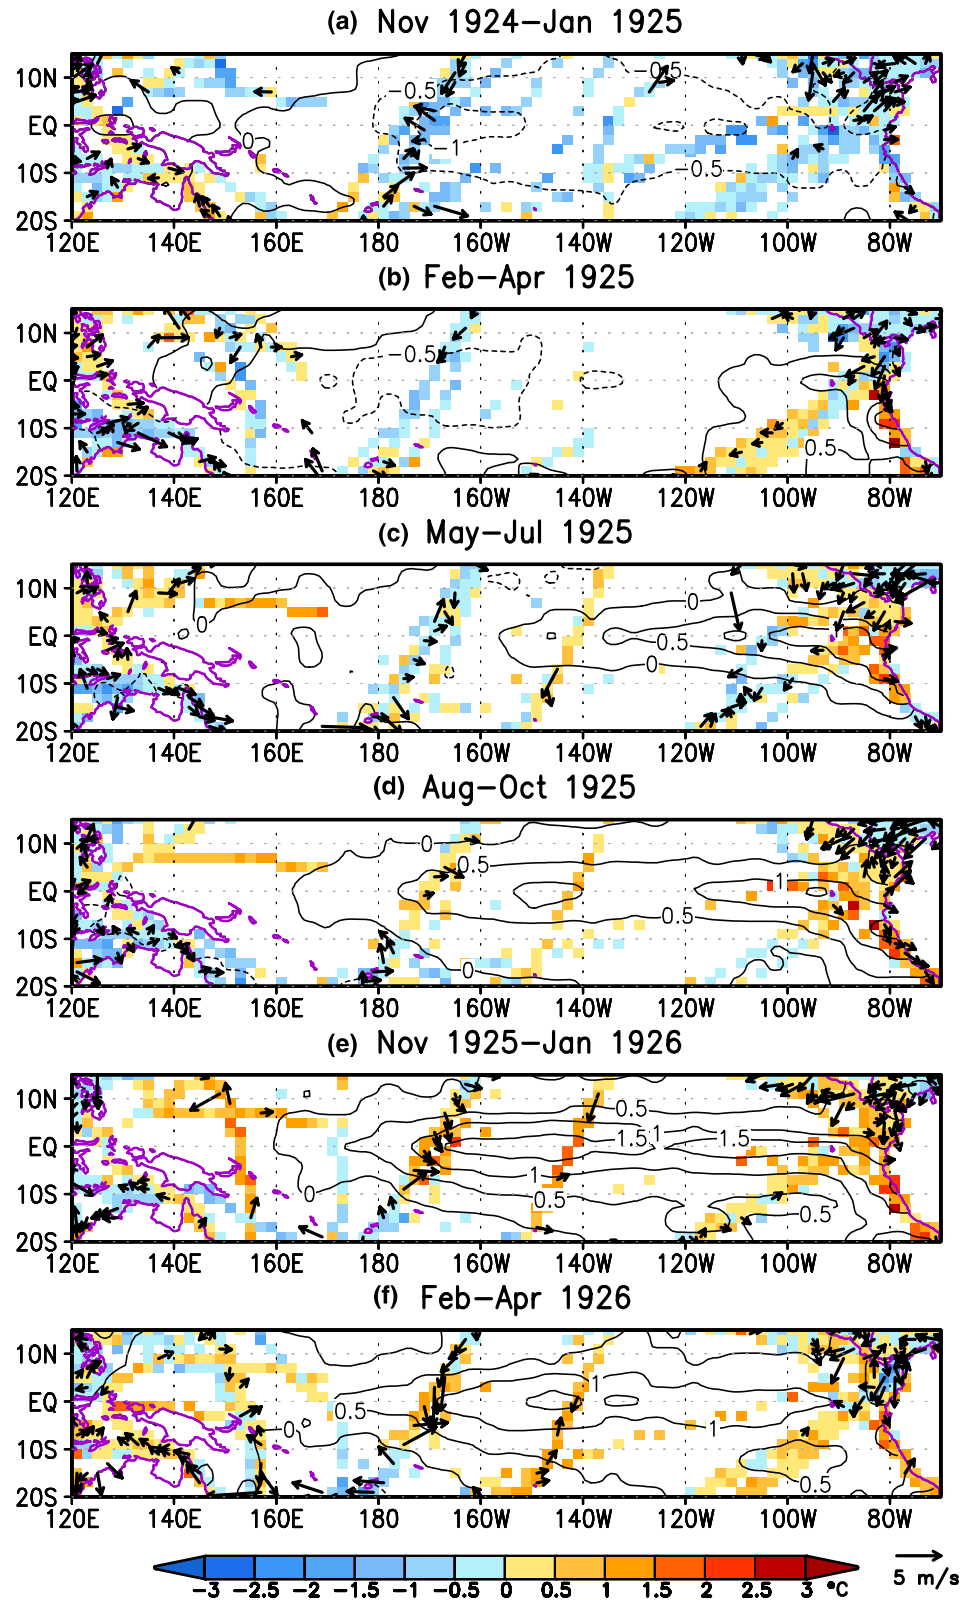 (a) Nov 1924–Jan 1925
10N
EQ
10S
20S
−0.5
−0.5
0
−1
−0.5
120E 140E 160E 180 160W 140W 120W 100W 80W
(b) Feb–Apr 1925
10N
EQ
10S
20S
−0.5
0.5
120E 140E 160E 180 160W 140W 120W 100W 80W
(c) May–Jul 1925
10N
EQ
10S
20S
0
0
0.5
0
120E 140E 160E 180 160W 140W 120W 100W 80W
(d) Aug–Oct 1925
10N
EQ
10S
20S
0
0.5
1
0.5
0
120E 140E 160E 180 160W 140W 120W 100W 80W
(e) Nov 1925–Jan 1926
10N
EQ
10S
20S
0.5
1.5 1 1.5
1
0 0.5 0.5
120E 140E 160E 180 160W 140W 120W 100W 80W
(f) Feb–Apr 1926
10N
EQ
10S
20S
1
0.5
0 1
0.5
120E 140E 160E 180 160W 140W 120W 100W 80W
−3 −2.5 −2 −1.5 −1 −0.5 0 0.5 1 1.5 2 2.5 3 °C
5 m/s